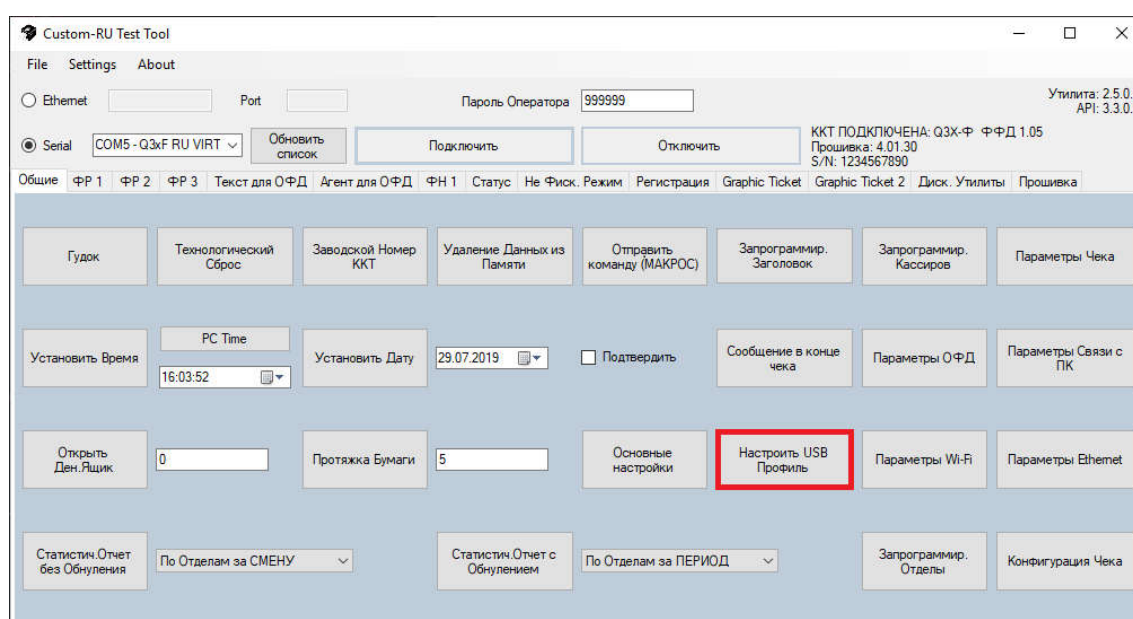 Custom-RU Test Tool
File Settings About
Ethernet Port Пароль Оператора 999999
Утилита: 2.5.0.
API: 3.3.0.
Serial COM5 - Q3xF RU VIRT
Обновить
список
Подключить
Отключить
ККТ ПОДКЛЮЧЕНА: Q3X-Ф ФФД 1.05
Прошивка: 4.01.30
S/N: 1234567890
Общие ФР 1 ФР 2 ФР 3 Текст для ОФД Агент для ОФД ФН 1 Статус Не Фиск. Режим Регистрация Graphic Ticket Graphic Ticket 2 Диск. Утилиты Прошивка
Гудок
Технологический
Сброс
Заводской Номер
ККТ
Удаление Данных из
Памяти
Отправить
команду (МАКРОС)
Запрограммир.
Заголовок
Запрограммир.
Кассиров
Параметры Чека
Установить Время
PC Time
16:03:52
Установить Дату
29.07.2019
Подтвердить
Сообщение в конце
чека
Параметры ОФД
Параметры Связи с
ПК
Открыть
Ден.Ящик
0
Протяжка Бумаги
5
Основные
настройки
Настроить USB
Профиль
Параметры Wi-Fi
Параметры Ethernet
Статистич.Отчет
без Обнуления
По Отделам за СМЕНУ
Статистич.Отчет с
Обнулением
По Отделам за ПЕРИОД
Запрограммир.
Отделы
Конфигурация Чека